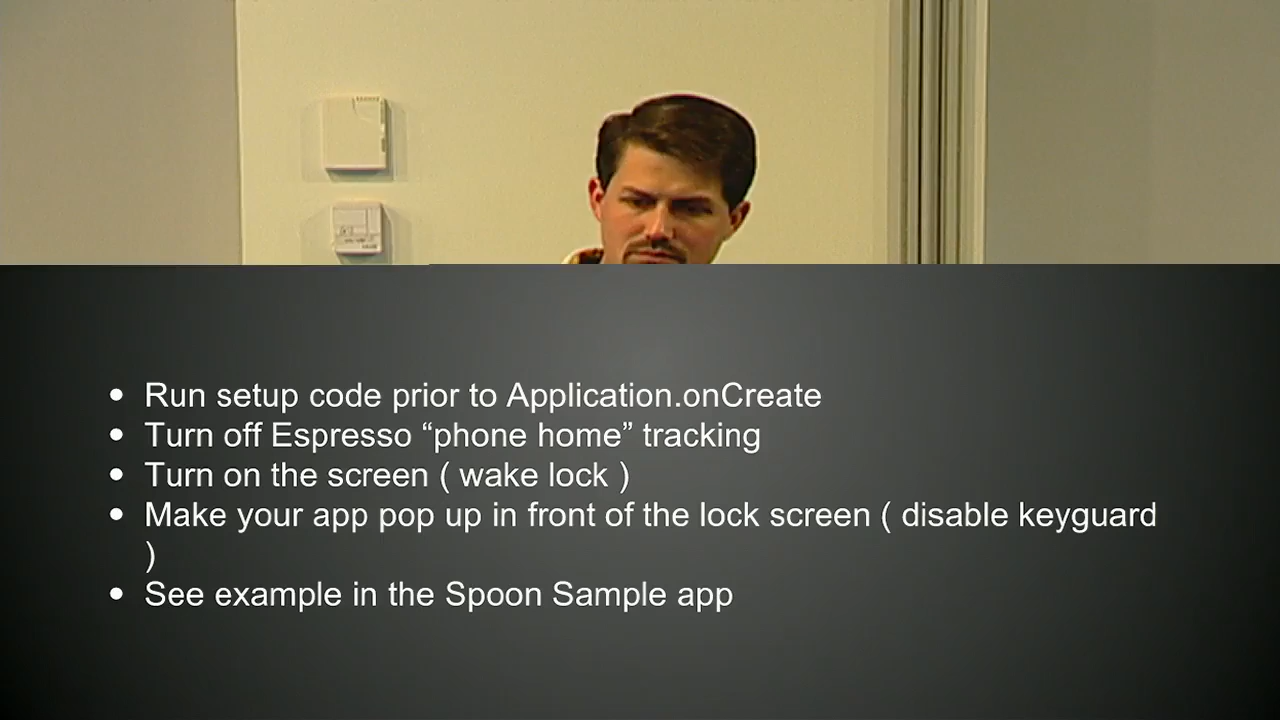 • Run setup code prior to Application.onCreate
• Turn off Espresso “phone home” tracking
• Turn on the screen ( wake lock )
• Make your app pop up in front of the lock screen ( disable keyguard
)
• See example in the Spoon Sample app